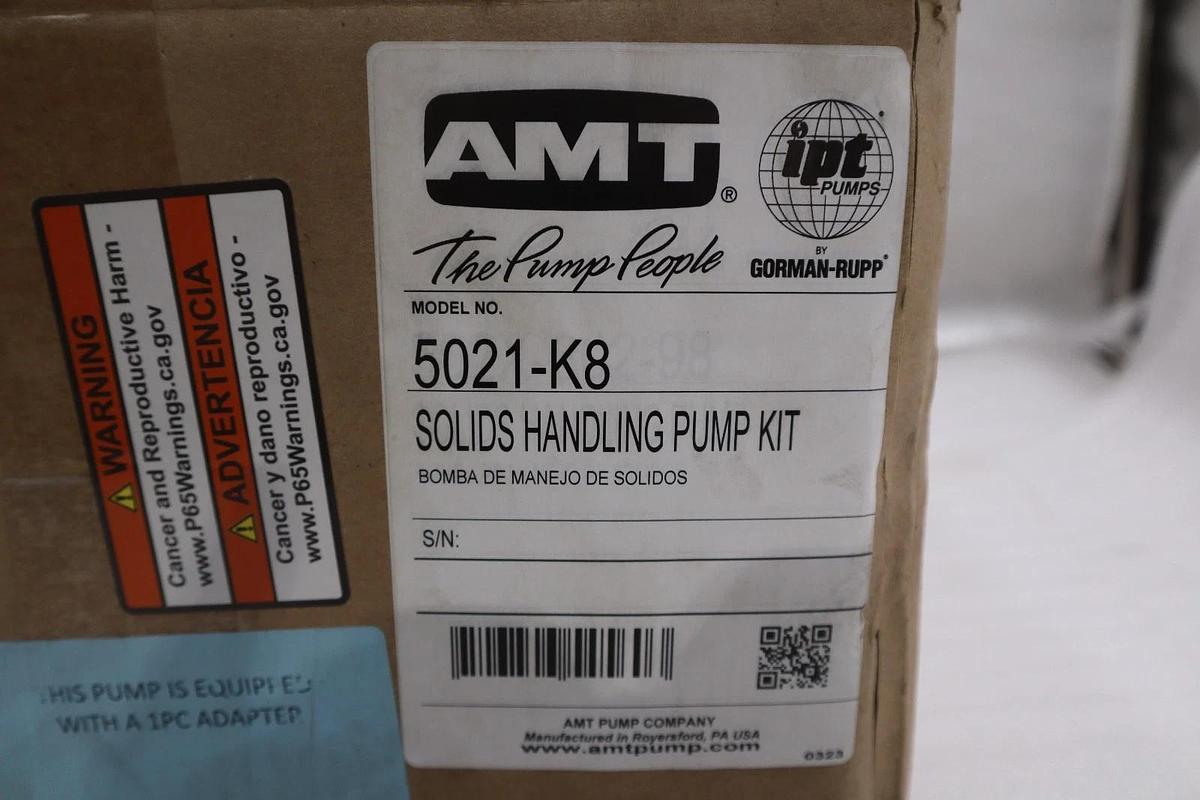 AMT®
The Pump People
ipt
PUMPS
BY
GORMAN-RUPP®
MODEL NO.
5021-K8
SOLIDS HANDLING PUMP KIT
BOMBA DE MANEJO DE SOLIDOS
S/N:
AMT PUMP COMPANY
Manufactured in Royersford, PA USA
www.amtpump.com
0323
WARNING
Cancer and Reproductive Harm -
www.P65Warnings.ca.gov
ADVERTENCIA
Cancer y dano reproductivo -
www.P65Warnings.ca.gov
THIS PUMP IS EQUIPPED
WITH A 1PC ADAPTER